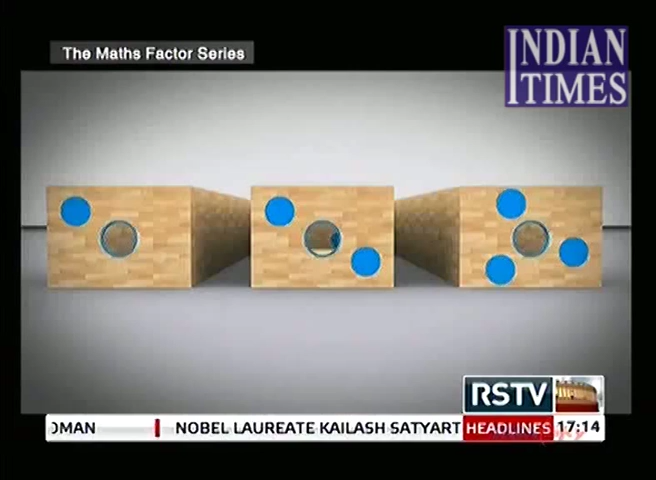 The Maths Factor Series
INDIAN
TIMES
RSTV
OMAN
NOBEL LAUREATE KAILASH SATYART
HEADLINES
17:14